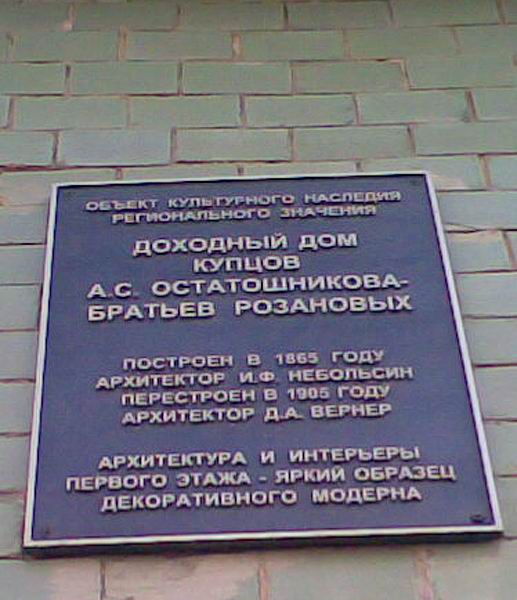 ОБЪЕКТ КУЛЬТУРНОГО НАСЛЕДИЯ
РЕГИОНАЛЬНОГО ЗНАЧЕНИЯ
ДОХОДНЫЙ ДОМ
КУПЦОВ
А.С. ОСТАТОШНИКОВА-
БРАТЬЕВ РОЗАНОВЫХ
ПОСТРОЕН В 1865 ГОДУ
АРХИТЕКТОР И.Ф. НЕБОЛЬСИН
ПЕРЕСТРОЕН В 1905 ГОДУ
АРХИТЕКТОР Д.А. ВЕРНЕР
АРХИТЕКТУРА И ИНТЕРЬЕРЫ
ПЕРВОГО ЭТАЖА - ЯРКИЙ ОБРАЗЕЦ
ДЕКОРАТИВНОГО МОДЕРНА